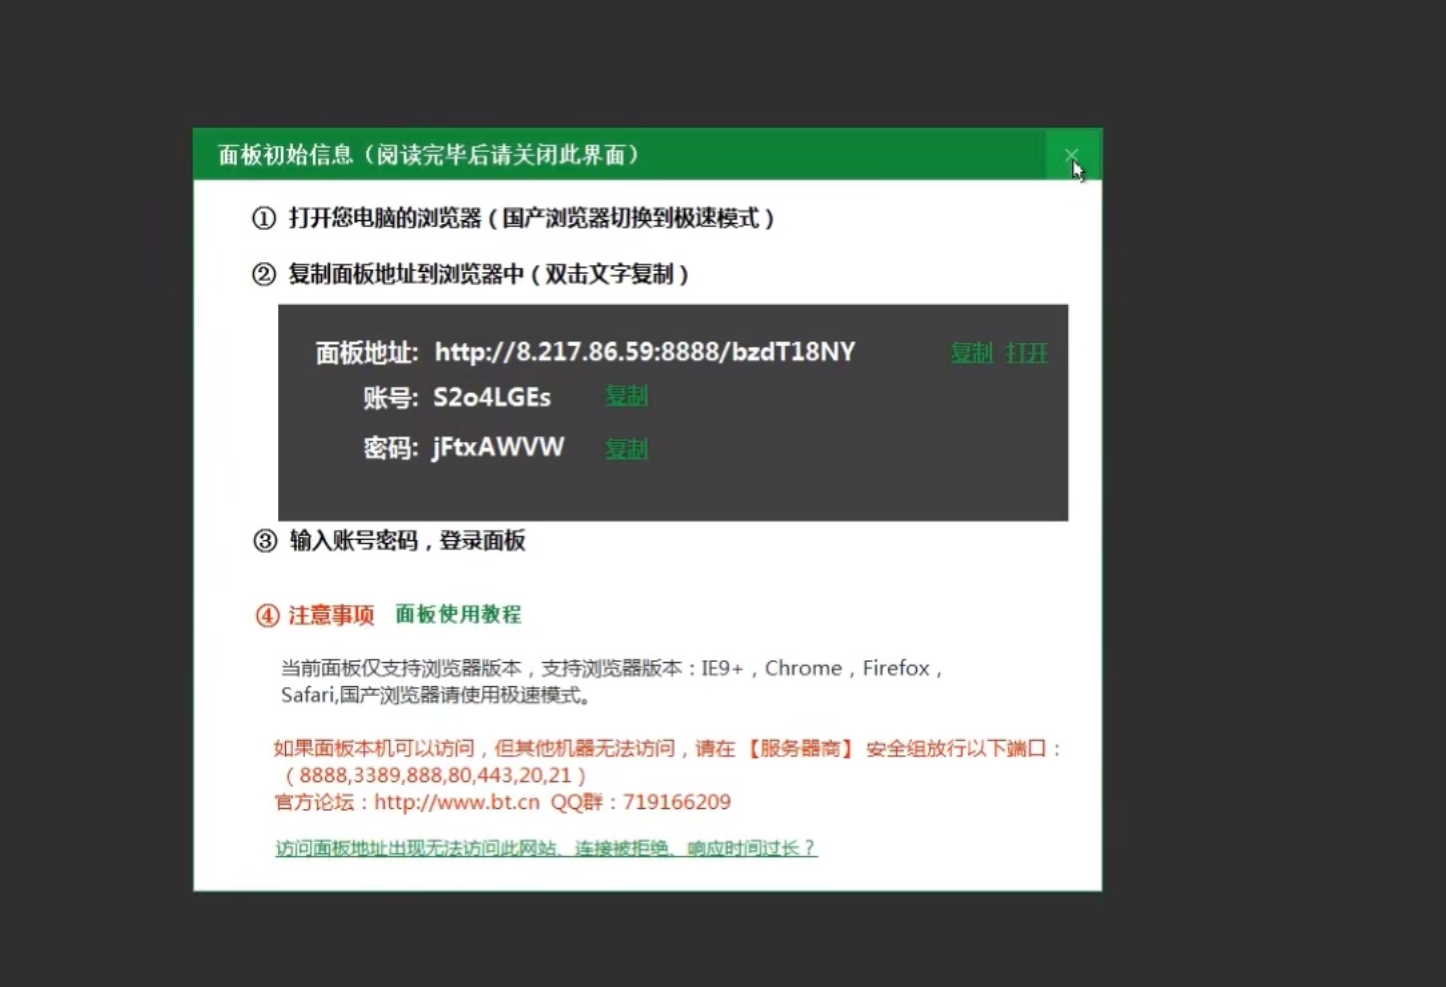 面板初始信息（阅读完毕后请关闭此界面）
① 打开您电脑的浏览器（国产浏览器切换到极速模式）
② 复制面板地址到浏览器中（双击文字复制）
面板地址: http://8.217.86.59:8888/bzdT18NY 复制 打开
账号: S2o4LGEs 复制
密码: jFtxAWVW 复制
③ 输入账号密码，登录面板
④ 注意事项 面板使用教程
当前面板仅支持浏览器版本，支持浏览器版本：IE9+，Chrome，Firefox，
Safari,国产浏览器请使用极速模式。
如果面板本机可以访问，但其他机器无法访问，请在 【服务器商】 安全组放行以下端口：
（8888,3389,888,80,443,20,21）
官方论坛：http://www.bt.cn QQ群：719166209
访问面板地址出现无法访问此网站、连接被拒绝、响应时间过长？